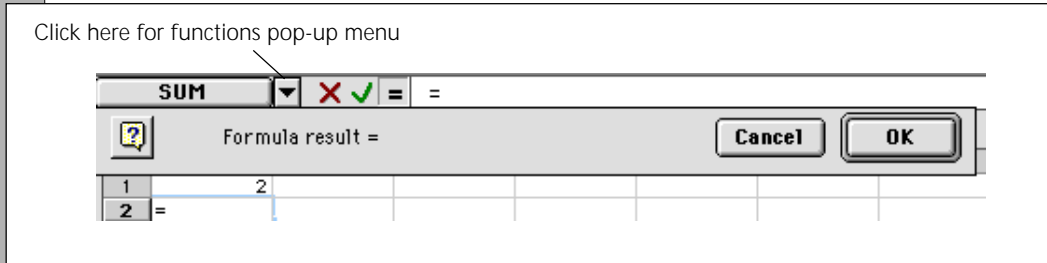 Click here for functions pop-up menu
SUM = =
? Formula result = Cancel OK
1 2
2 =